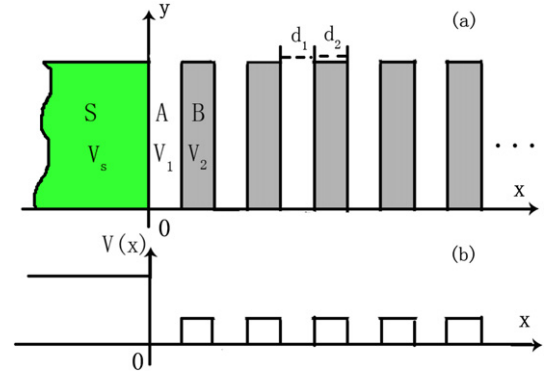 y
(a)
d₁ d₂
S A B
Vₛ V₁ V₂
· · ·
x
0
V(x)
(b)
x
0